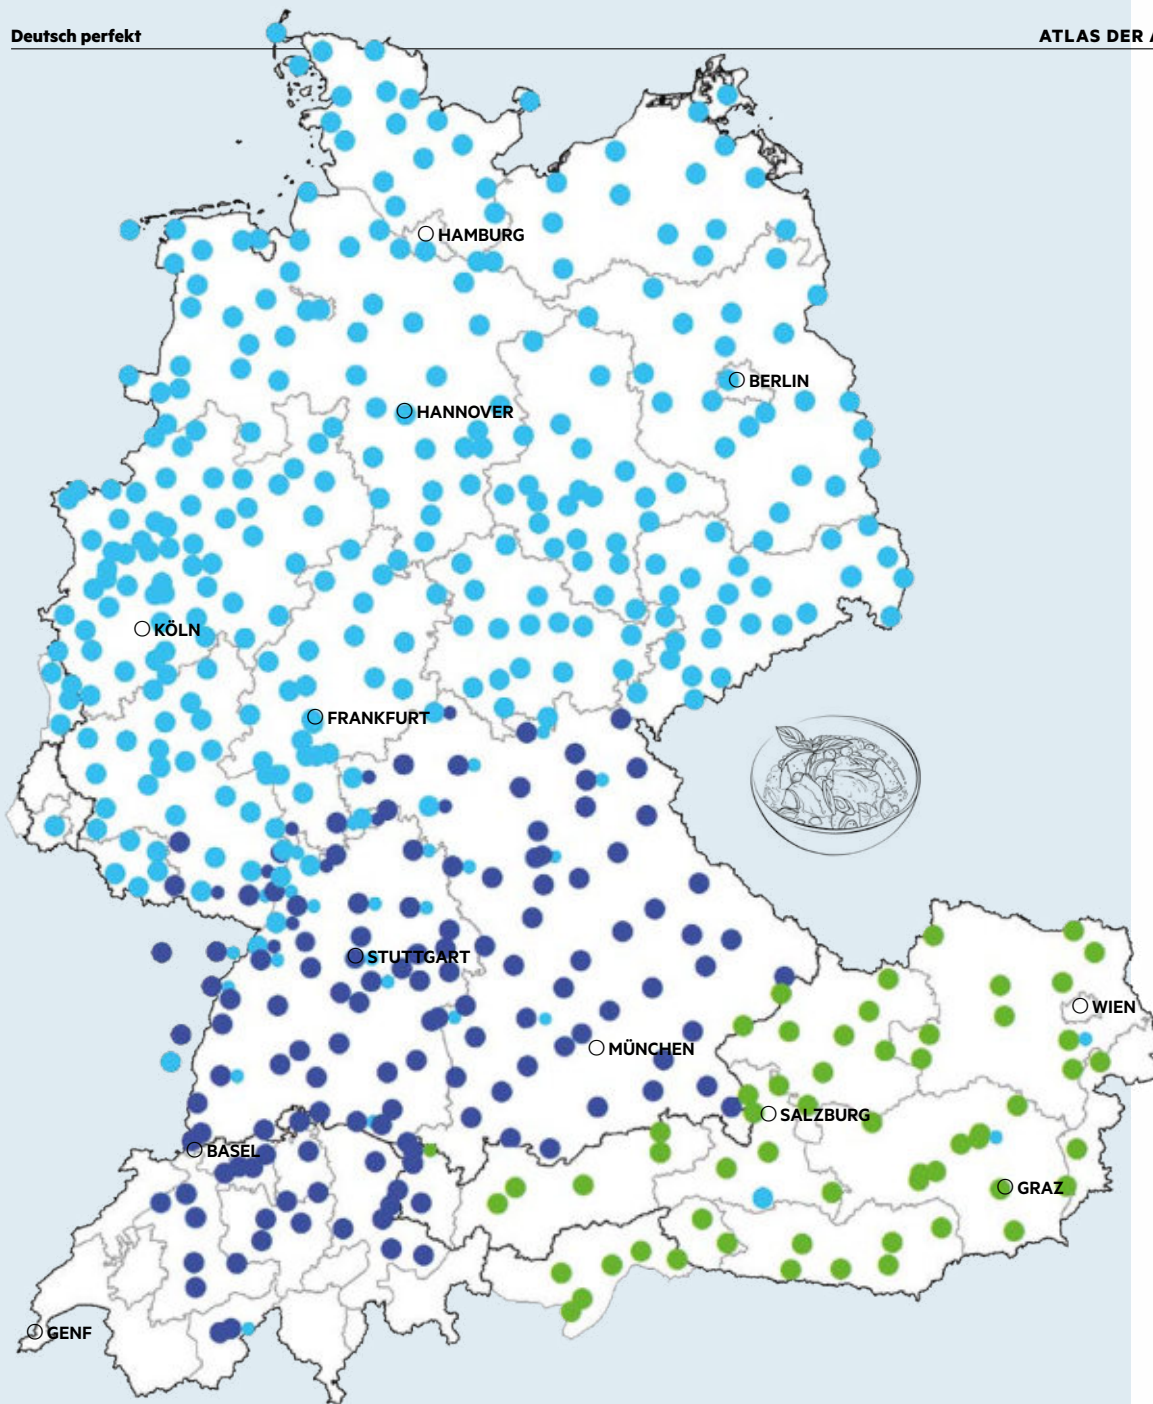 Deutsch perfekt
ATLAS DER A
HAMBURG
BERLIN
HANNOVER
KÖLN
FRANKFURT
STUTTGART
WIEN
MÜNCHEN
SALZBURG
BASEL
GRAZ
GENF